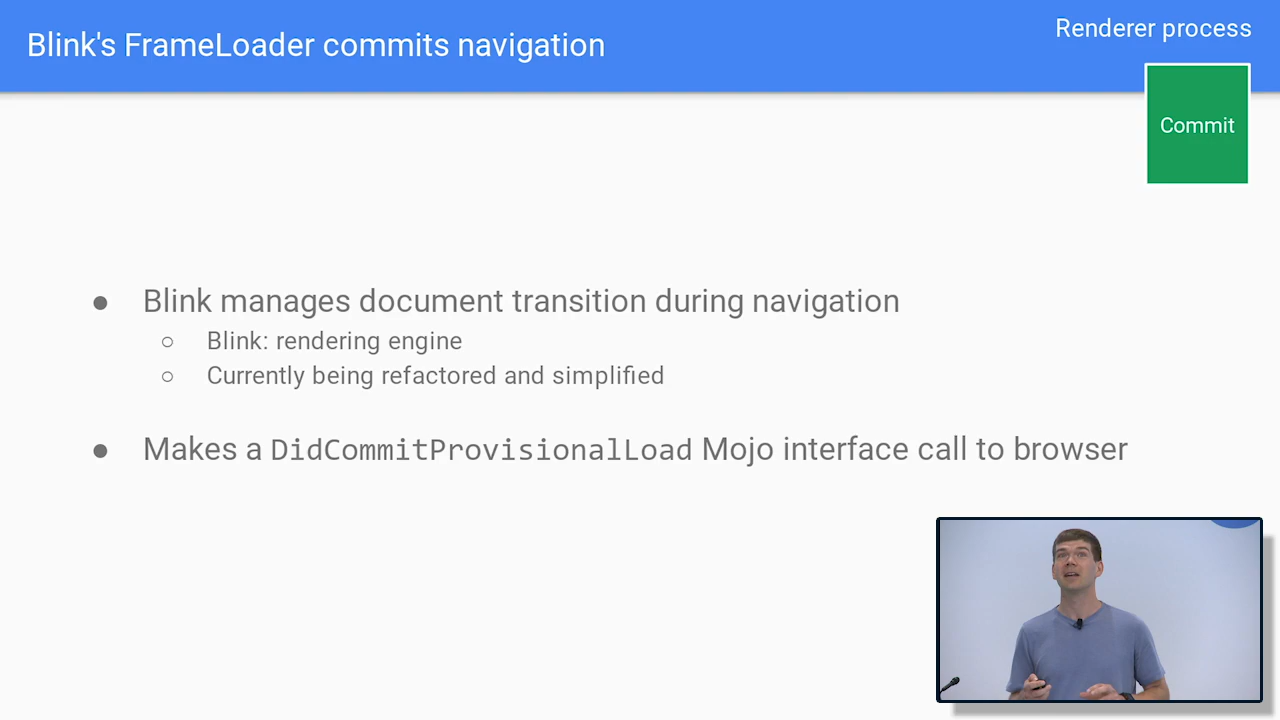 Blink's FrameLoader commits navigation
Renderer process
Commit
● Blink manages document transition during navigation
○ Blink: rendering engine
○ Currently being refactored and simplified
● Makes a DidCommitProvisionalLoad Mojo interface call to browser